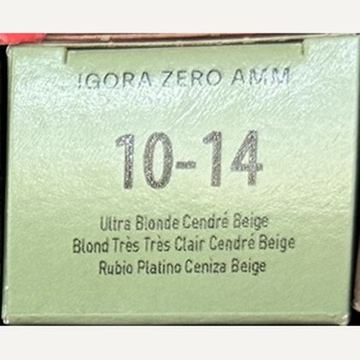 IGORA ZERO AMM
10-14
Ultra Blonde Cendré Beige
Blond Très Très Clair Cendré Beige
Rubio Platino Ceniza Beige